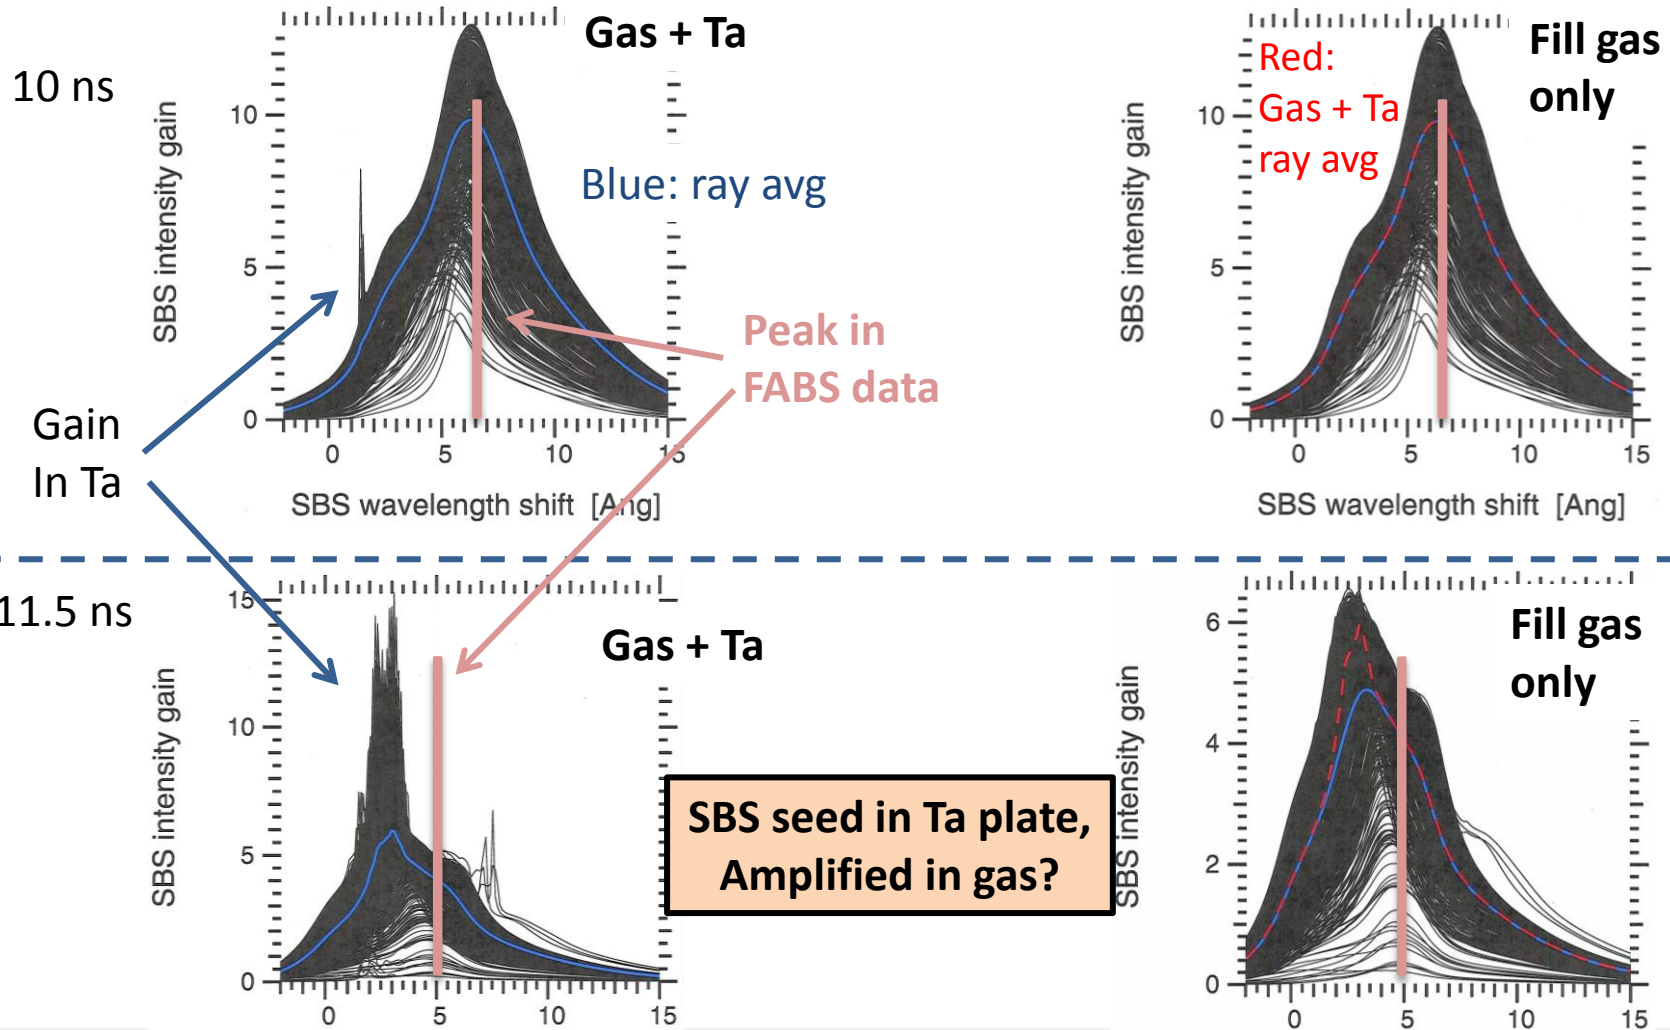 10 ns
Gas + Ta
SBS intensity gain
10
5
0
Blue: ray avg
0
5
10
15
SBS wavelength shift [Ang]
Red:
Gas + Ta
ray avg
Fill gas
only
SBS intensity gain
10
5
0
0
5
10
15
SBS wavelength shift [Ang]
Peak in
FABS data
Gain
In Ta
11.5 ns
Gas + Ta
SBS intensity gain
15
10
5
0
0
5
10
15
SBS seed in Ta plate,
Amplified in gas?
Fill gas
only
SBS intensity gain
6
4
2
0
0
5
10
15